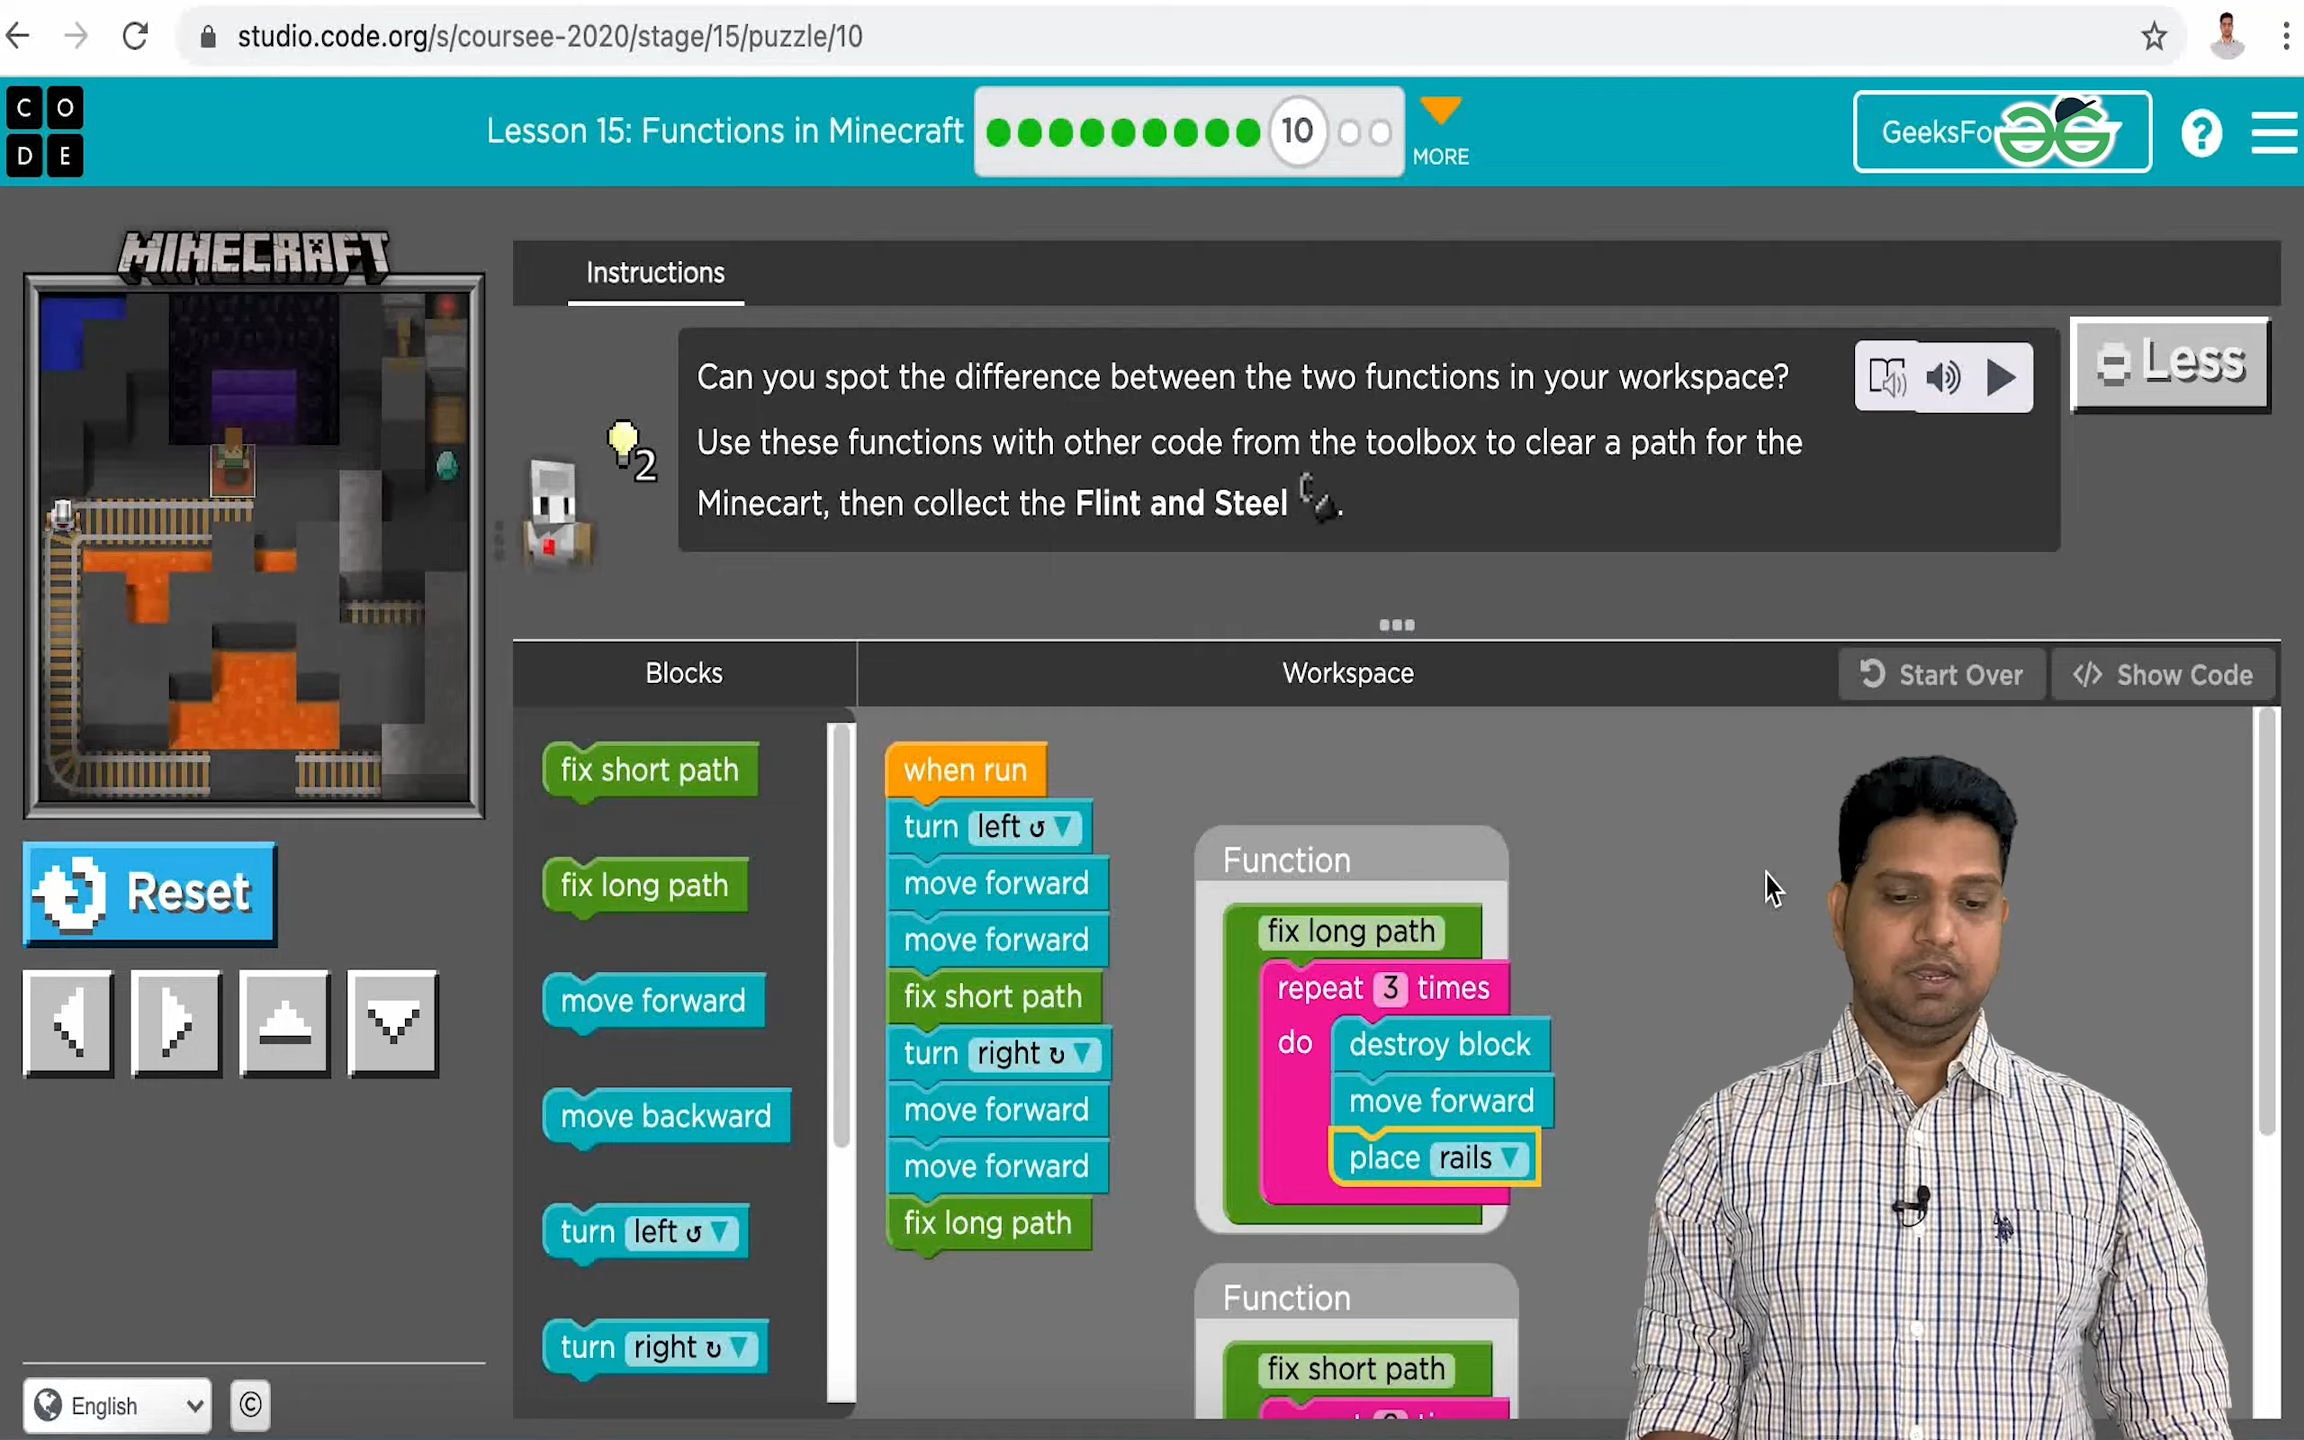 studio.code.org/s/coursee-2020/stage/15/puzzle/10
C O
D E
Lesson 15: Functions in Minecraft
10
MORE
GeeksFo
?
MINECRAFT
Instructions
Can you spot the difference between the two functions in your workspace?
Use these functions with other code from the toolbox to clear a path for the
Minecart, then collect the Flint and Steel .
2
Less
Blocks
Workspace
Start Over
</> Show Code
fix short path
fix long path
move forward
move backward
turn left ↺
turn right ↻
when run
turn left ↺
move forward
move forward
fix short path
turn right ↻
move forward
move forward
fix long path
Function
fix long path
repeat 3 times
do
destroy block
move forward
place rails
Function
fix short path
Reset
English
©